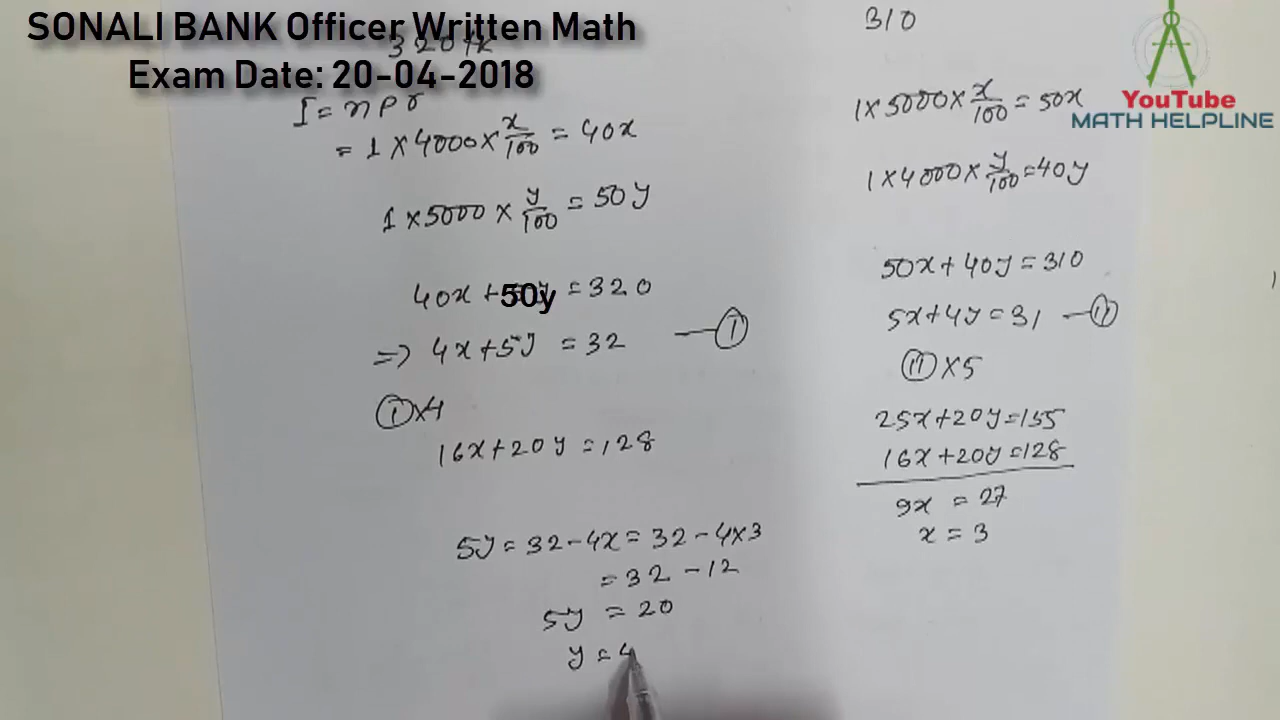 SONALI BANK Officer Written Math
Exam Date: 20-04-2018
320tk
I = n p r
= 1 × 4000 × x/100 = 40x
1 × 5000 × y/100 = 50y
40x + 50y = 320
⇒ 4x + 5y = 32 — (i)
(i) × 4
16x + 20y = 128
5y = 32 - 4x = 32 - 4×3
= 32 - 12
5y = 20
y = 4
310
YouTube
MATH HELPLINE
1 × 5000 × x/100 = 50x
1 × 4000 × y/100 = 40y
50x + 40y = 310
5x + 4y = 31 — (ii)
(ii) × 5
25x + 20y = 155
16x + 20y = 128
9x = 27
x = 3